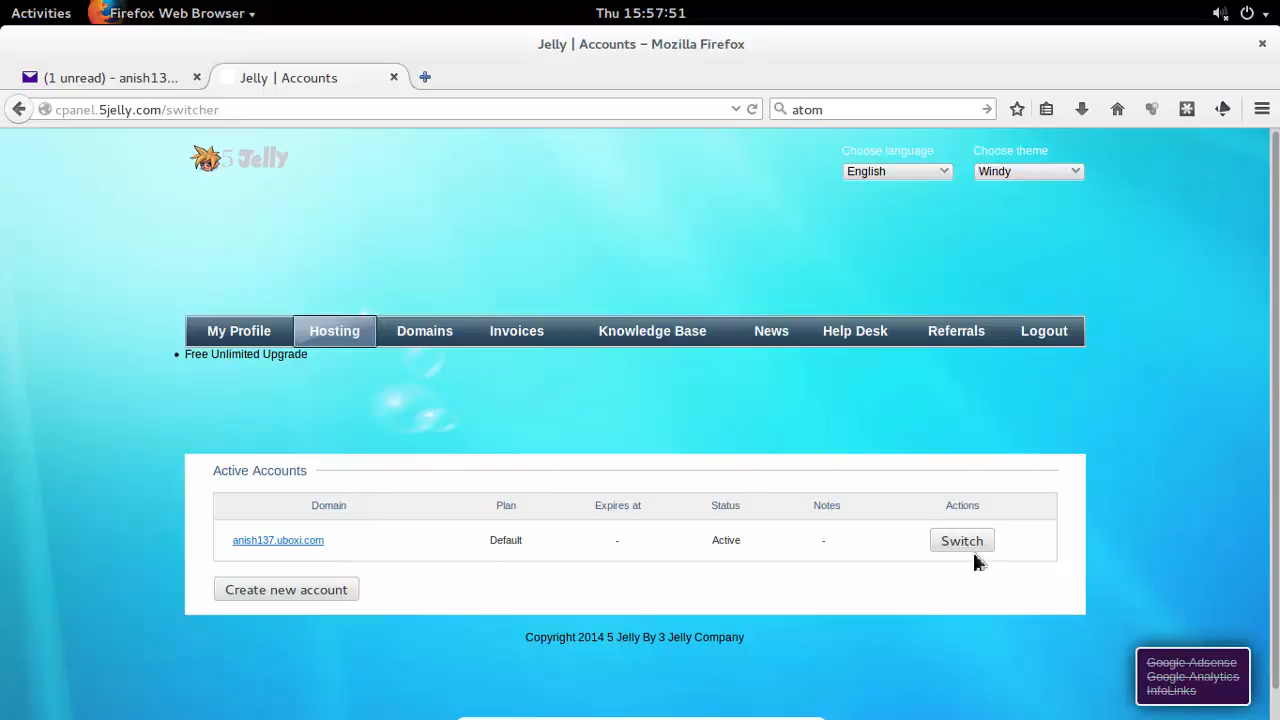 Activities Firefox Web Browser Thu 15:57:51
Jelly | Accounts – Mozilla Firefox
(1 unread) - anish13... Jelly | Accounts
cpanel.5jelly.com/switcher atom
5 Jelly
Choose language Choose theme
English Windy
My Profile Hosting Domains Invoices Knowledge Base News Help Desk Referrals Logout
• Free Unlimited Upgrade
Active Accounts
Domain Plan Expires at Status Notes Actions
anish137.uboxi.com Default - Active - Switch
Create new account
Copyright 2014 5 Jelly By 3 Jelly Company
Google Adsense
Google Analytics
InfoLinks